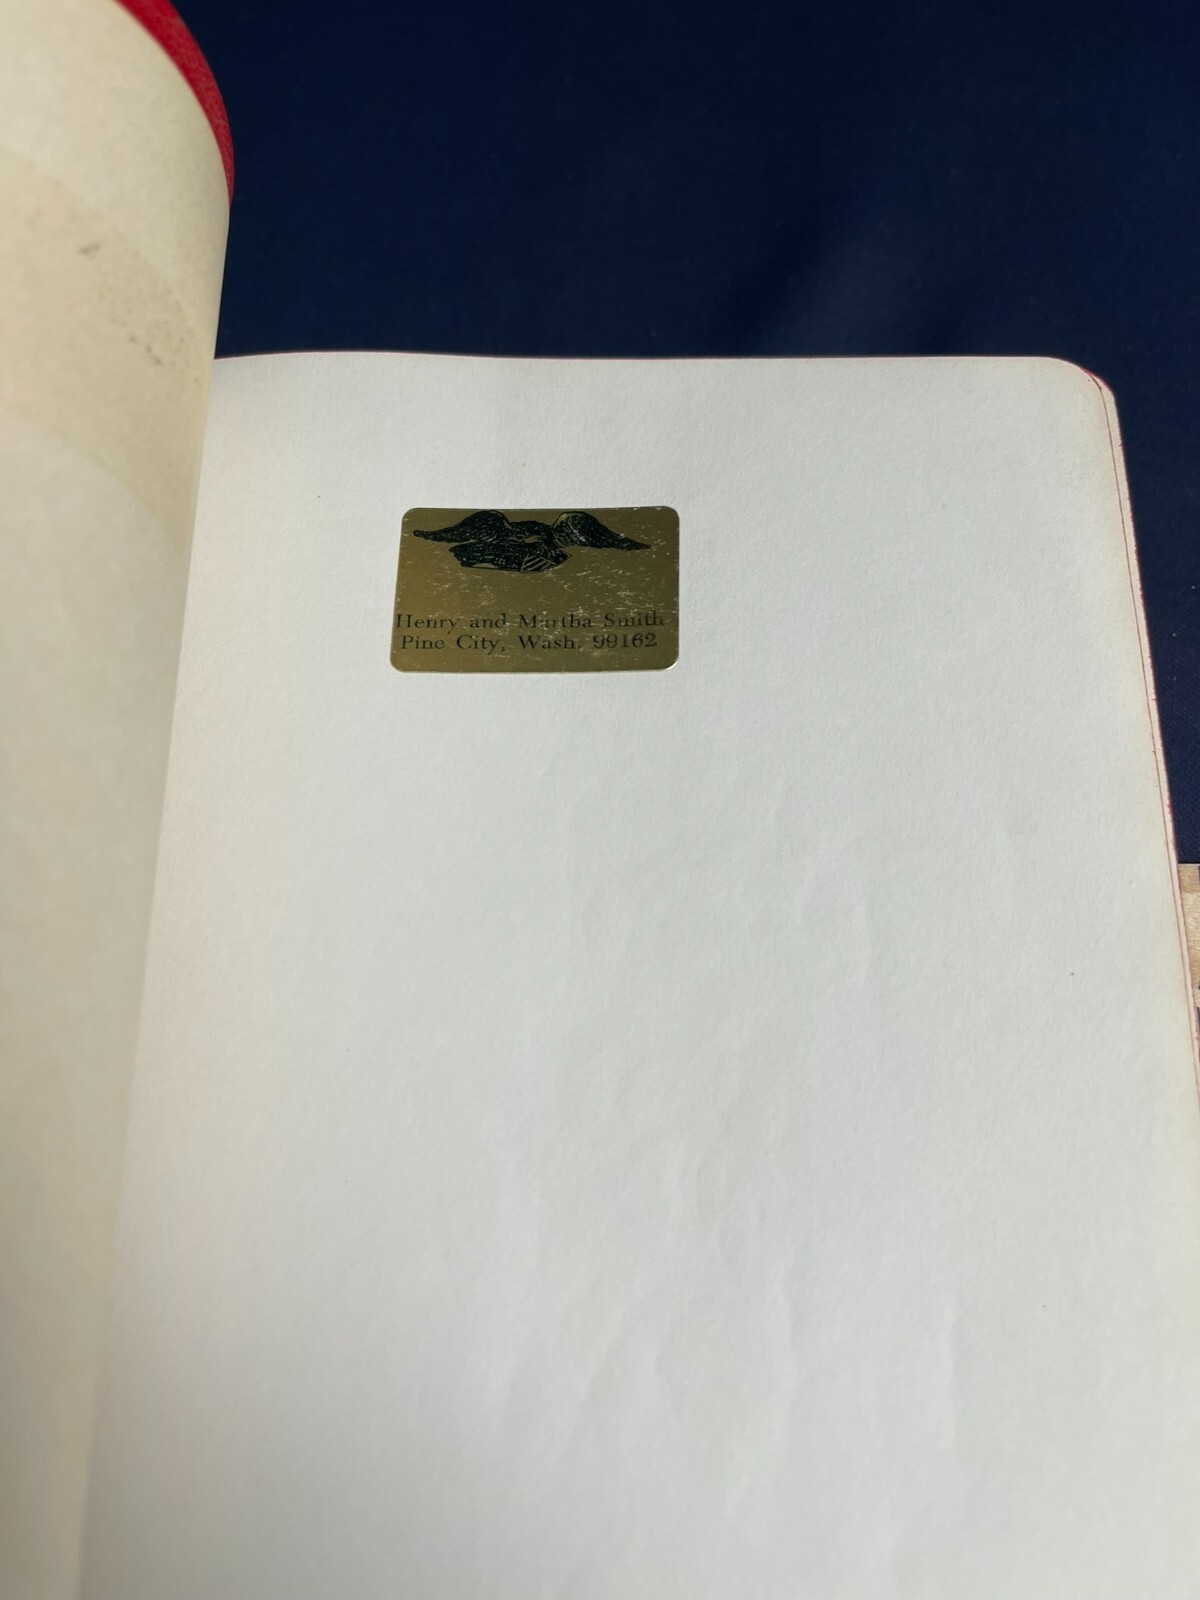 Henry and Martha Smith
Pine City, Wash. 99162